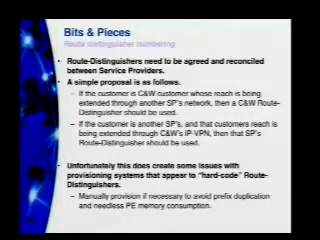 Bits & Pieces
Route distinguisher numbering
• Route-Distinguishers need to be agreed and reconciled
between Service Providers.
• A simple proposal is as follows.
– If the customer is C&W customer whose reach is being
extended through another SP's network, then a C&W Route-
Distinguisher should be used.
– If the customer is another SP's, and that customers reach is
being extended through C&W's IP-VPN, then that SP's
Route-Distinguisher should be used.
• Unfortunately this does create some issues with
provisioning systems that appear to "hard-code" Route-
Distinguishers.
– Manually provision if necessary to avoid prefix duplication
and needless PE memory consumption.